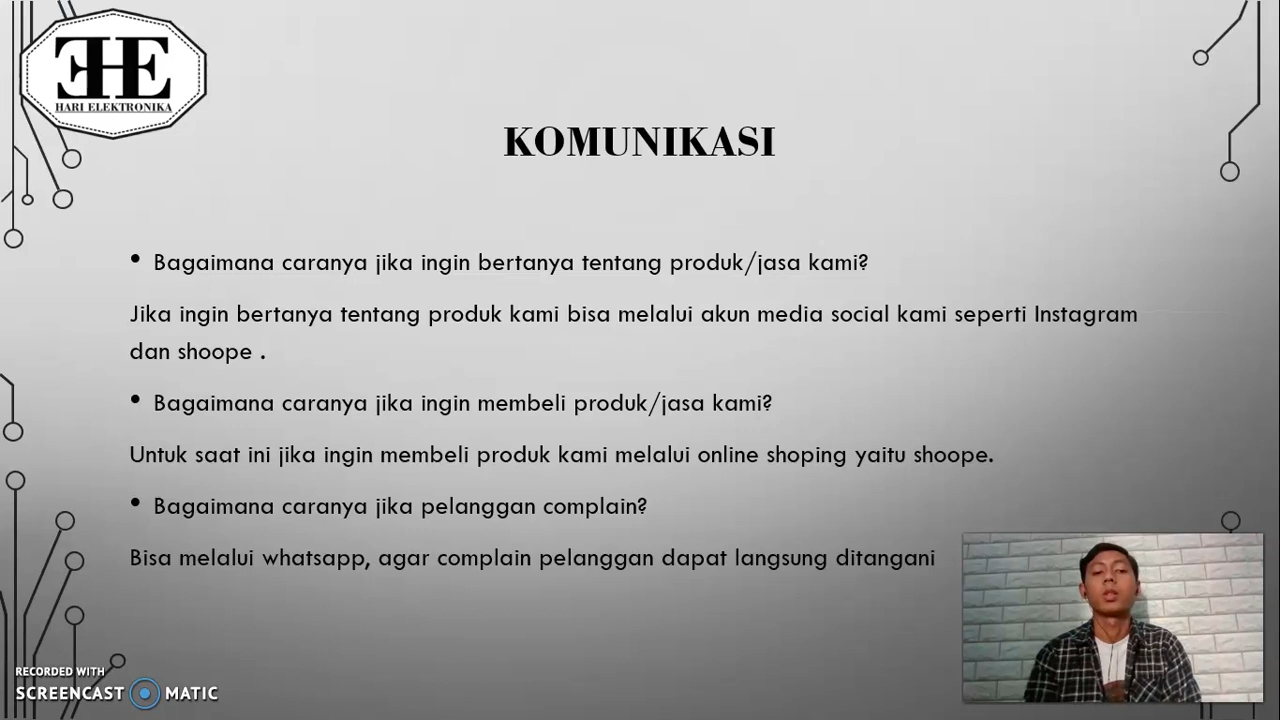 HE
HARI ELEKTRONIKA
KOMUNIKASI
• Bagaimana caranya jika ingin bertanya tentang produk/jasa kami?
Jika ingin bertanya tentang produk kami bisa melalui akun media social kami seperti Instagram
dan shoope .
• Bagaimana caranya jika ingin membeli produk/jasa kami?
Untuk saat ini jika ingin membeli produk kami melalui online shoping yaitu shoope.
• Bagaimana caranya jika pelanggan complain?
Bisa melalui whatsapp, agar complain pelanggan dapat langsung ditangani
RECORDED WITH
SCREENCAST MATIC